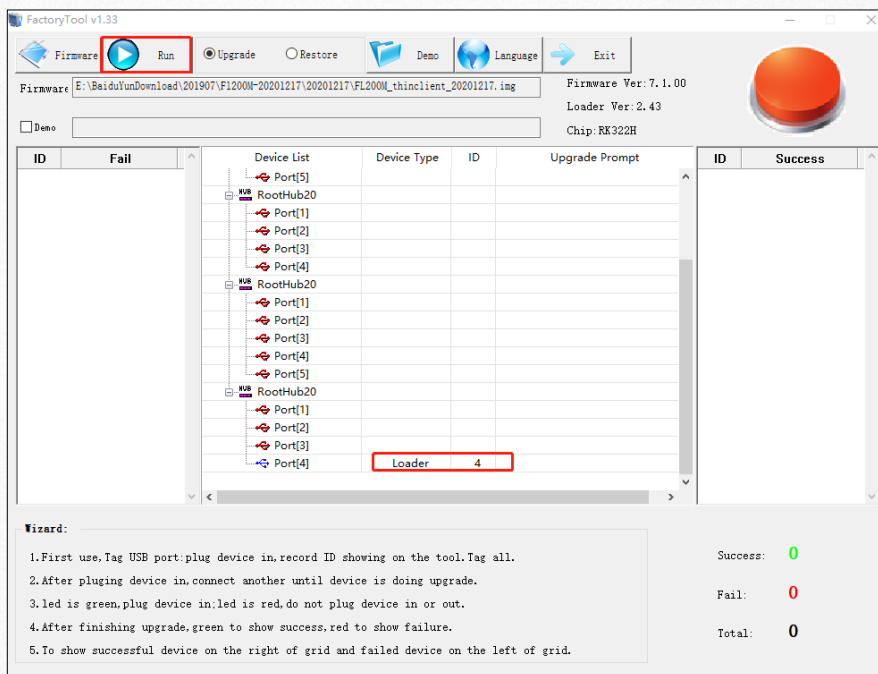 FactoryTool v1.33
Firmware Run Upgrade Restore Demo Language Exit
Firmware E:\BaiduYunDownload\201907\Fl200M-20201217\20201217\FL200M_thinclient_20201217.img
Firmware Ver:7.1.00
Loader Ver:2.43
Demo
Chip:RK322H
ID Fail Device List Device Type ID Upgrade Prompt ID Success
Port[5]
HUB RootHub20
Port[1]
Port[2]
Port[3]
Port[4]
HUB RootHub20
Port[1]
Port[2]
Port[3]
Port[4]
Port[5]
HUB RootHub20
Port[1]
Port[2]
Port[3]
Port[4] Loader 4
Wizard:
1.First use,Tag USB port:plug device in,record ID showing on the tool.Tag all.
2.After pluging device in,connect another until device is doing upgrade.
3.led is green,plug device in;led is red,do not plug device in or out.
4.After finishing upgrade,green to show success,red to show failure.
5.To show successful device on the right of grid and failed device on the left of grid.
Success: 0
Fail: 0
Total: 0